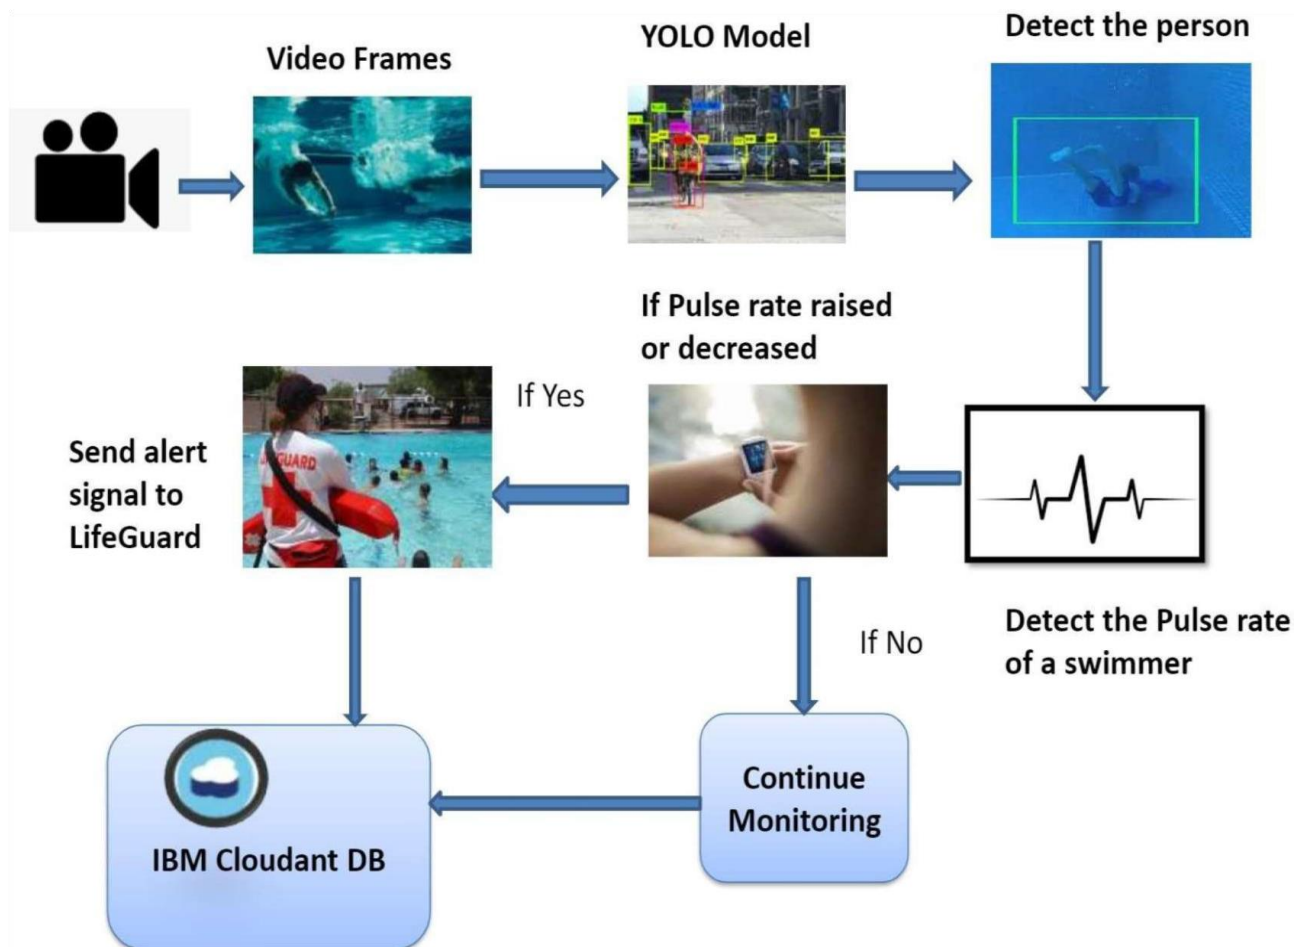 Video Frames
YOLO Model
Detect the person
If Pulse rate raised
or decreased
If Yes
Send alert
signal to
LifeGuard
GUARD
Detect the Pulse rate
of a swimmer
If No
Continue
Monitoring
IBM Cloudant DB